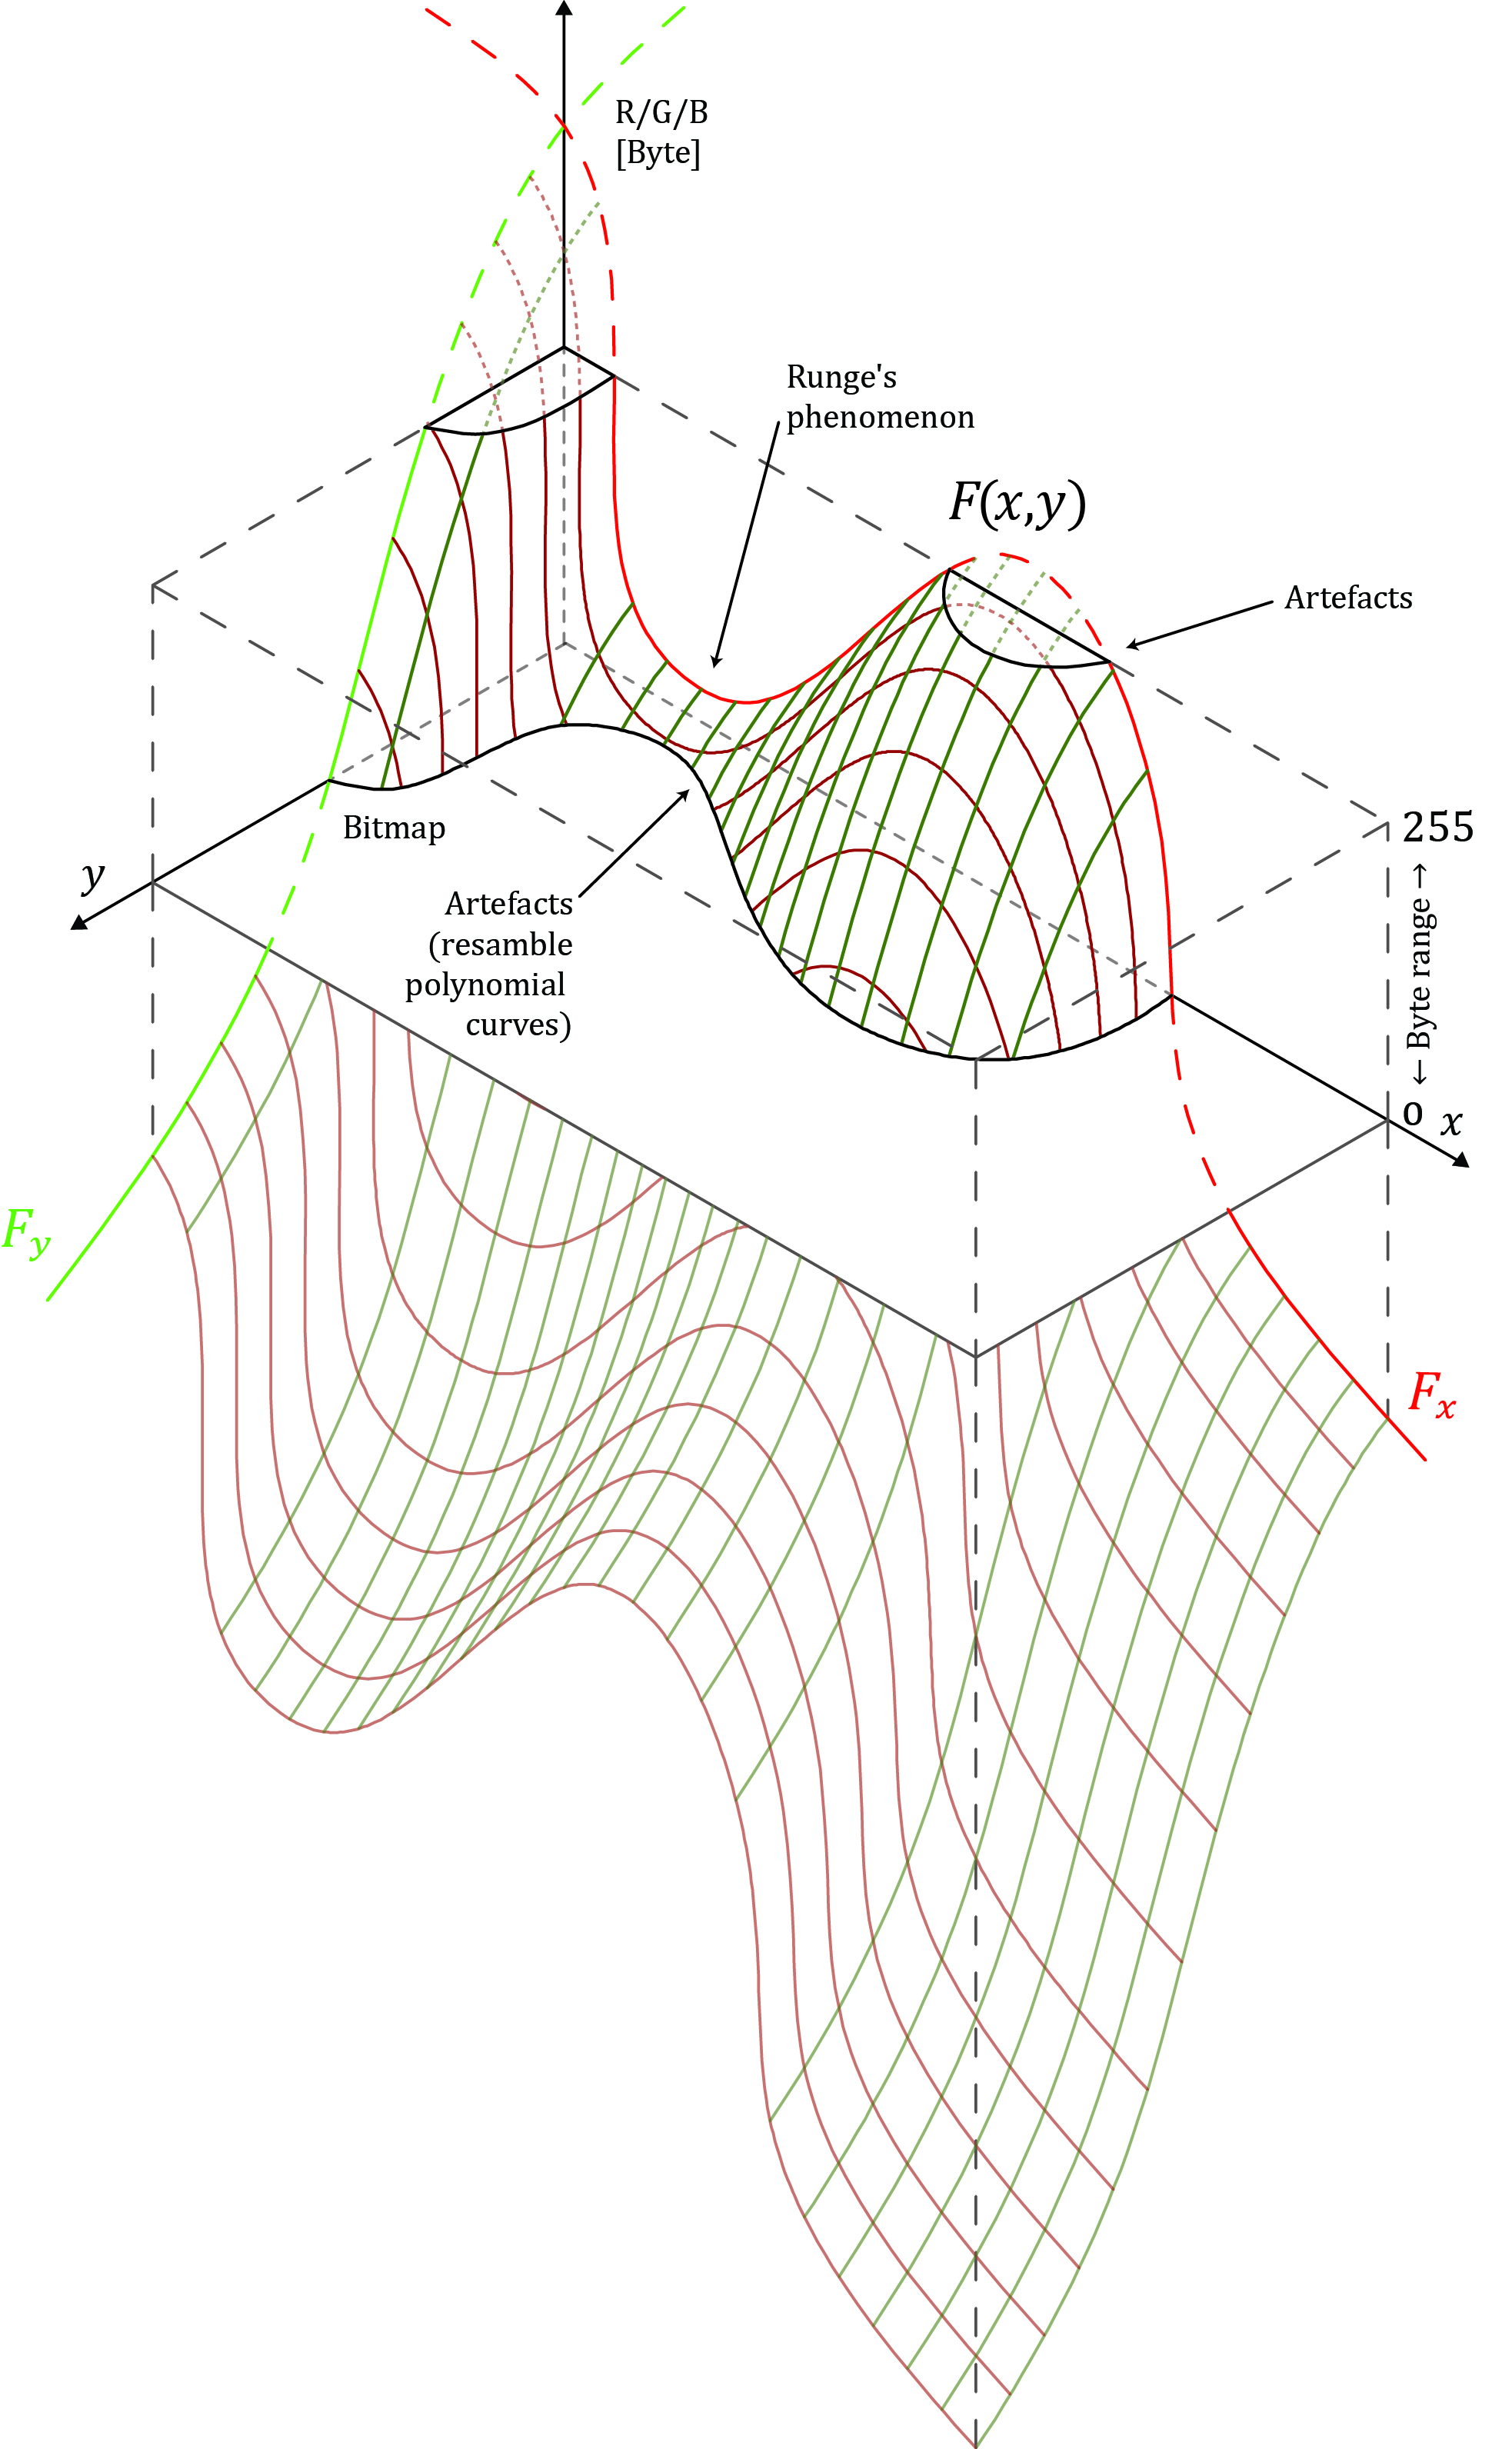 R/G/B
[Byte]
Runge's
phenomenon
F(x,y)
Artefacts
255
← Byte range →
0
x
y
Bitmap
Artefacts
(resamble
polynomial
curves)
Fy
Fx